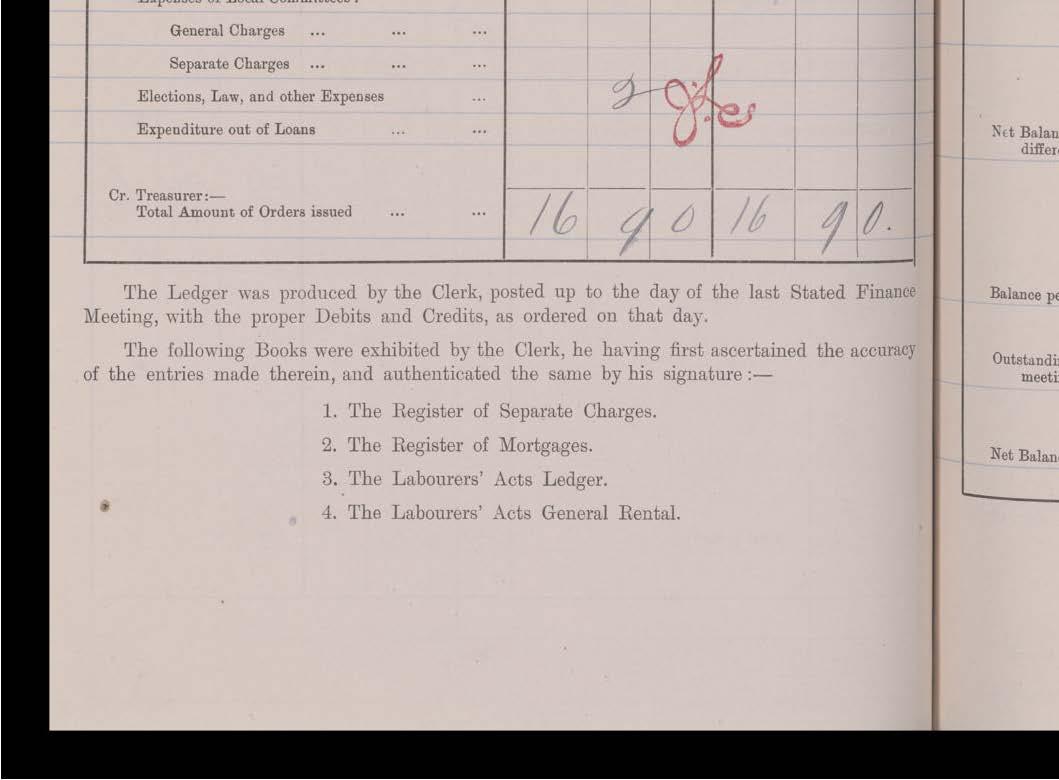 General Charges ... ... ...
Separate Charges ... ... ...
Elections, Law, and other Expenses ...
Expenditure out of Loans ... ...
Cr. Treasurer:—
Total Amount of Orders issued ... ... 16 9 0 16 9 0.
The Ledger was produced by the Clerk, posted up to the day of the last Stated Finance
Meeting, with the proper Debits and Credits, as ordered on that day.
The following Books were exhibited by the Clerk, he having first ascertained the accuracy
of the entries made therein, and authenticated the same by his signature :—
1. The Register of Separate Charges.
2. The Register of Mortgages.
3. The Labourers' Acts Ledger.
4. The Labourers' Acts General Rental.
Net Balan
differ
Balance pe
Outstandi
meeti
Net Balan